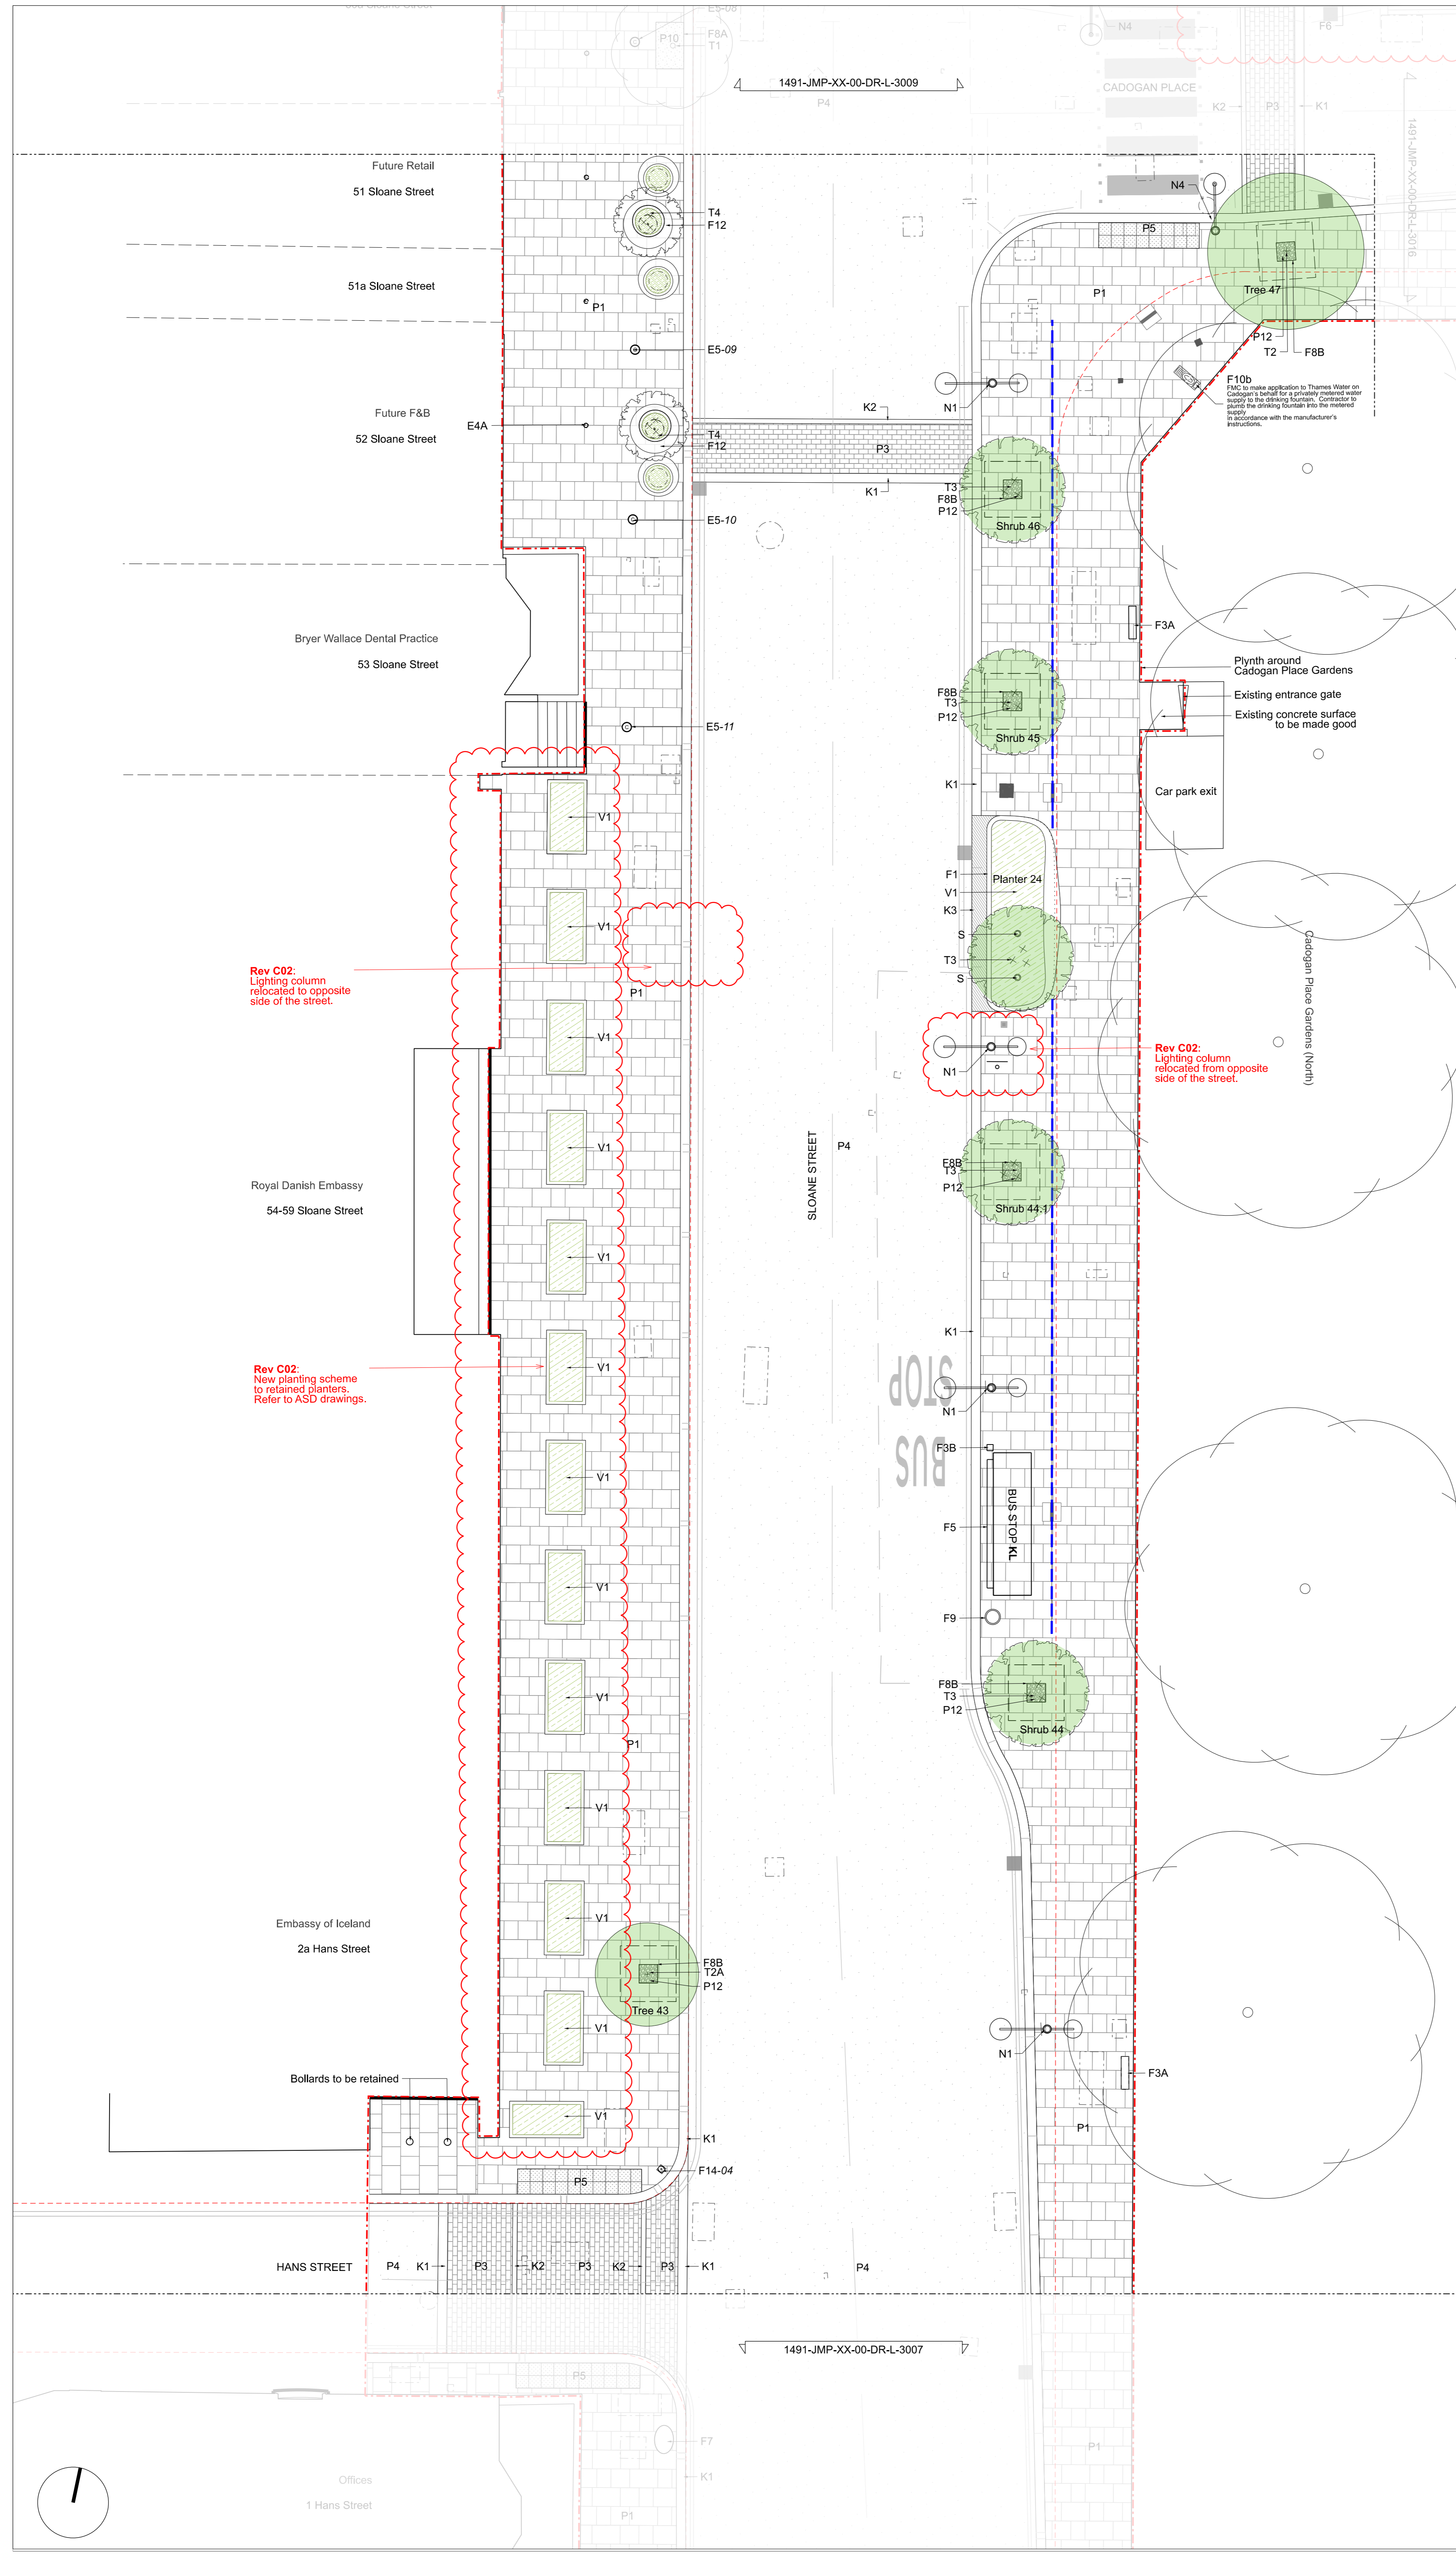 E5-08
P10
F8A
T1
N4
F6
1491-JMP-XX-00-DR-L-3009
P4
CADOGAN PLACE
K2
P3
K1
1491-JMP-XX-00-DR-L-3016
Future Retail
51 Sloane Street
T4
F12
N4
P5
51a Sloane Street
P1
P1
Tree 47
E5-09
P12
T2
F8B
F10b
FMC to make application to Thames Water on
Cadogan's behalf for a privately metered water
supply to the drinking fountain. Contractor to
plumb the drinking fountain into the metered
supply
in accordance with the manufacturer's
instructions.
Future F&B
52 Sloane Street
E4A
T4
F12
K2
N1
P3
K1
T3
F8B
P12
Shrub 46
E5-10
Bryer Wallace Dental Practice
53 Sloane Street
F3A
Plynth around
Cadogan Place Gardens
Existing entrance gate
Existing concrete surface
to be made good
F8B
T3
P12
Shrub 45
E5-11
K1
Car park exit
V1
F1
V1
K3
Planter 24
V1
S
T3
S
Cadogan Place Gardens (North)
Rev C02:
Lighting column
relocated to opposite
side of the street.
P1
V1
N1
Rev C02:
Lighting column
relocated from opposite
side of the street.
V1
SLOANE STREET
P4
F8B
T3
P12
Shrub 44.1
Royal Danish Embassy
54-59 Sloane Street
V1
K1
Rev C02:
New planting scheme
to retained planters.
Refer to ASD drawings.
V1
BUS
STOP
N1
F3B
V1
BUS STOP KL
F5
V1
F9
F8B
T3
P12
Shrub 44
V1
P1
V1
Embassy of Iceland
2a Hans Street
V1
F8B
T2A
P12
Tree 43
V1
N1
F3A
Bollards to be retained
V1
P1
K1
F14-04
P5
HANS STREET
P4
K1
P3
K2
P3
K2
P3
K1
P4
1491-JMP-XX-00-DR-L-3007
P5
F7
P1
K1
Offices
1 Hans Street
P1